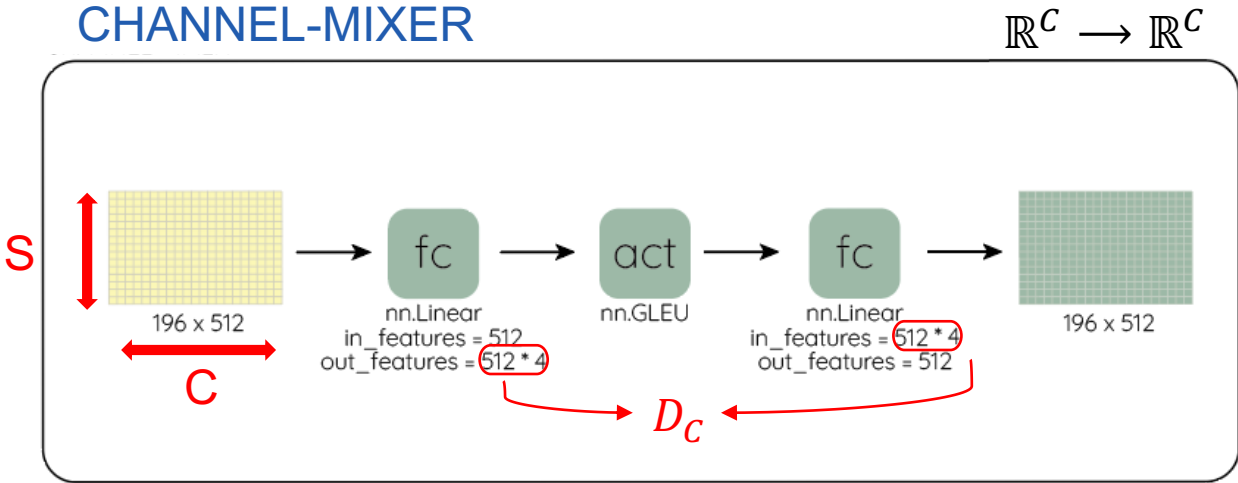 CHANNEL-MIXER
ℝ^C ⟶ ℝ^C
S
196 x 512
C
fc
nn.Linear
in_features = 512
out_features = 512 * 4
act
nn.GLEU
fc
nn.Linear
in_features = 512 * 4
out_features = 512
196 x 512
D_C